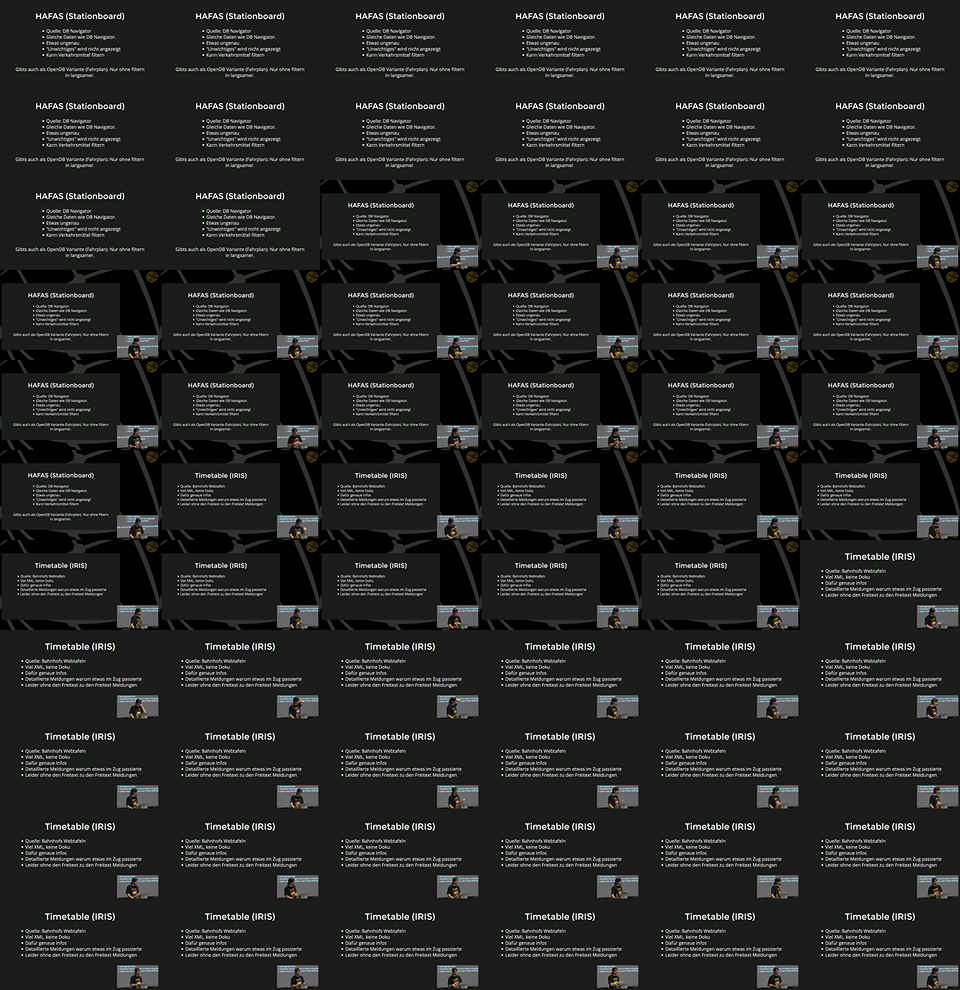 HAFAS (Stationboard)
Quelle: DB Navigator
Gleiche Daten wie DB Navigator.
Etwas ungenau
"Unwichtiges" wird nicht angezeigt
Kann Verkehrsmittel filtern
Gibts auch als OpenDB Variante (Fahrplan). Nur ohne filtern
in langsamer.
Timetable (IRIS)
Quelle: Bahnhofs Webtafeln
Viel XML, keine Doku
Dafür genaue Infos
Detaillierte Meldungen warum etwas im Zug passierte
Leider ohne den Freitext zu den Freitext Meldungen